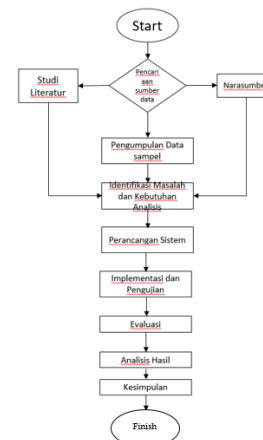 Start
Pencari
aan
sumber
data
Studi
Literatur
Narasumbe
Pengumpulan Data
sampel
Identifikasi Masalah
dan Kebutuhan
Analisis
Perancangan Sistem
Implementasi dan
Pengujian
Evaluasi
Analisis Hasil
Kesimpulan
Finish